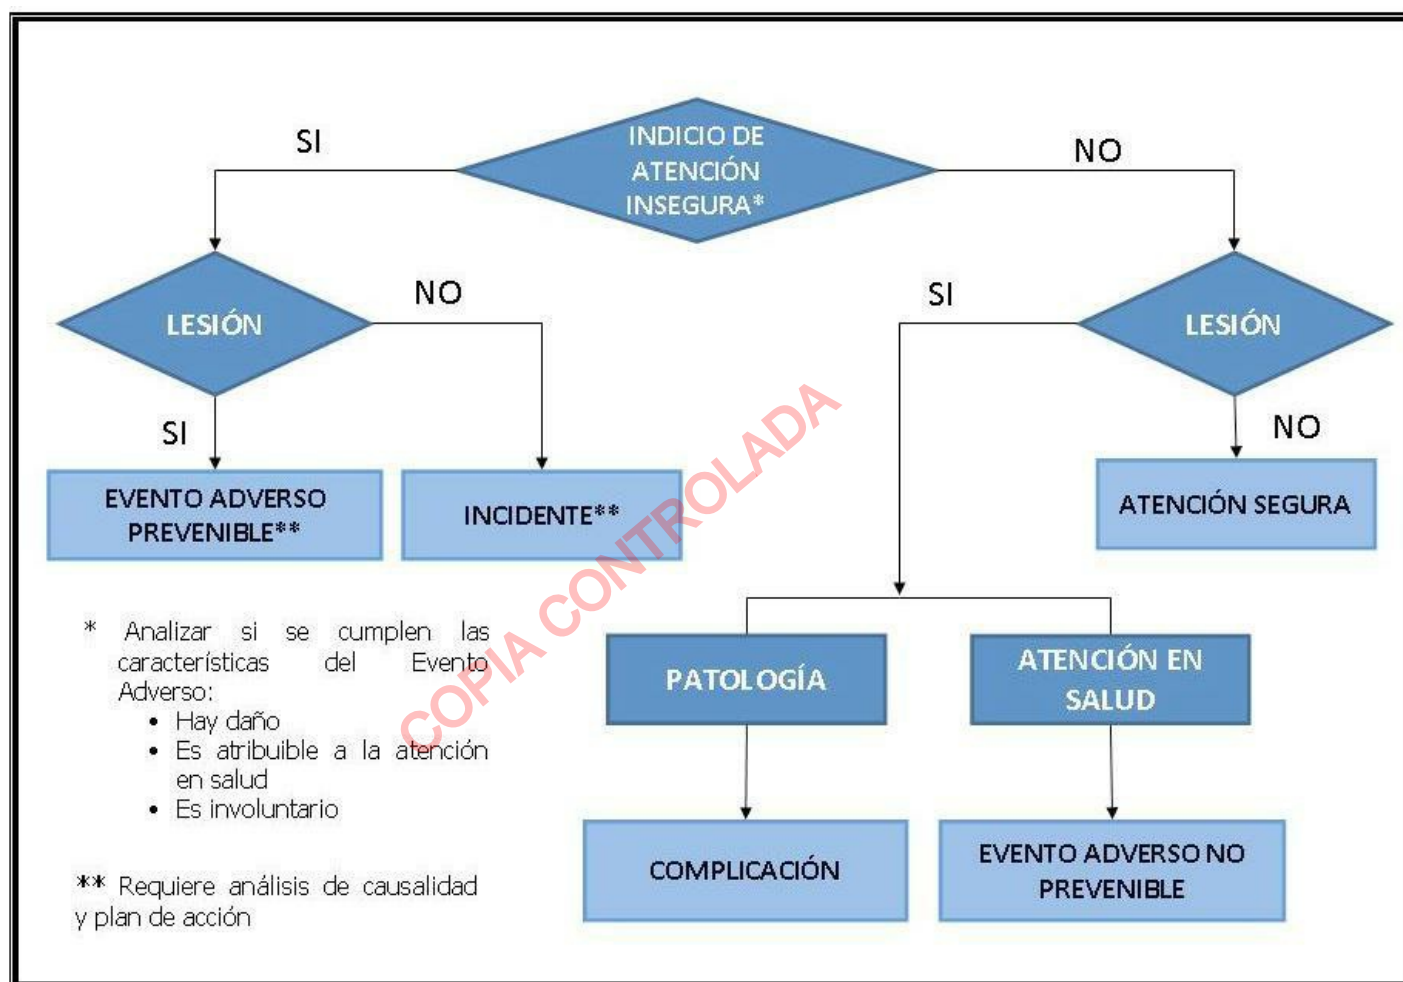 INDICIO DE
ATENCIÓN
INSEGURA*
SI
NO
LESIÓN
NO
SI
LESIÓN
SI
NO
EVENTO ADVERSO
PREVENIBLE**
INCIDENTE**
ATENCIÓN SEGURA
COPIA CONTROLADA
* Analizar si se cumplen las
características del Evento
Adverso:
• Hay daño
• Es atribuible a la atención
en salud
• Es involuntario
PATOLOGÍA
ATENCIÓN EN
SALUD
COMPLICACIÓN
EVENTO ADVERSO NO
PREVENIBLE
** Requiere análisis de causalidad
y plan de acción